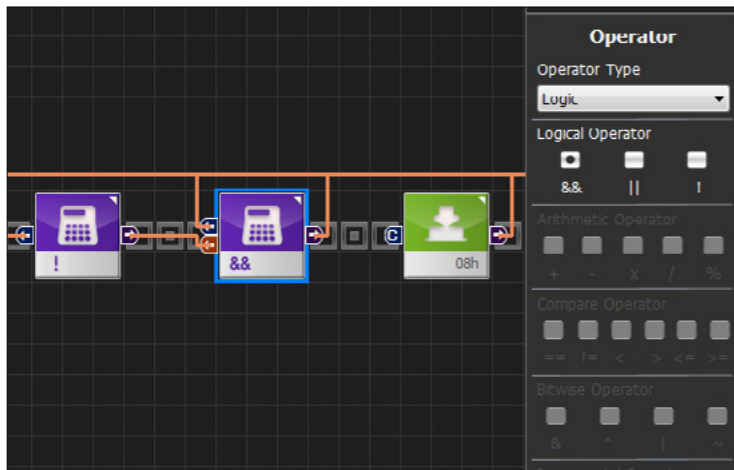 Operator
Operator Type
Logic
Logical Operator
&& || !
Arithmetic Operator
+ - x / %
Compare Operator
== != < > <= >=
Bitwise Operator
& ^ | ~
C
! && 08h